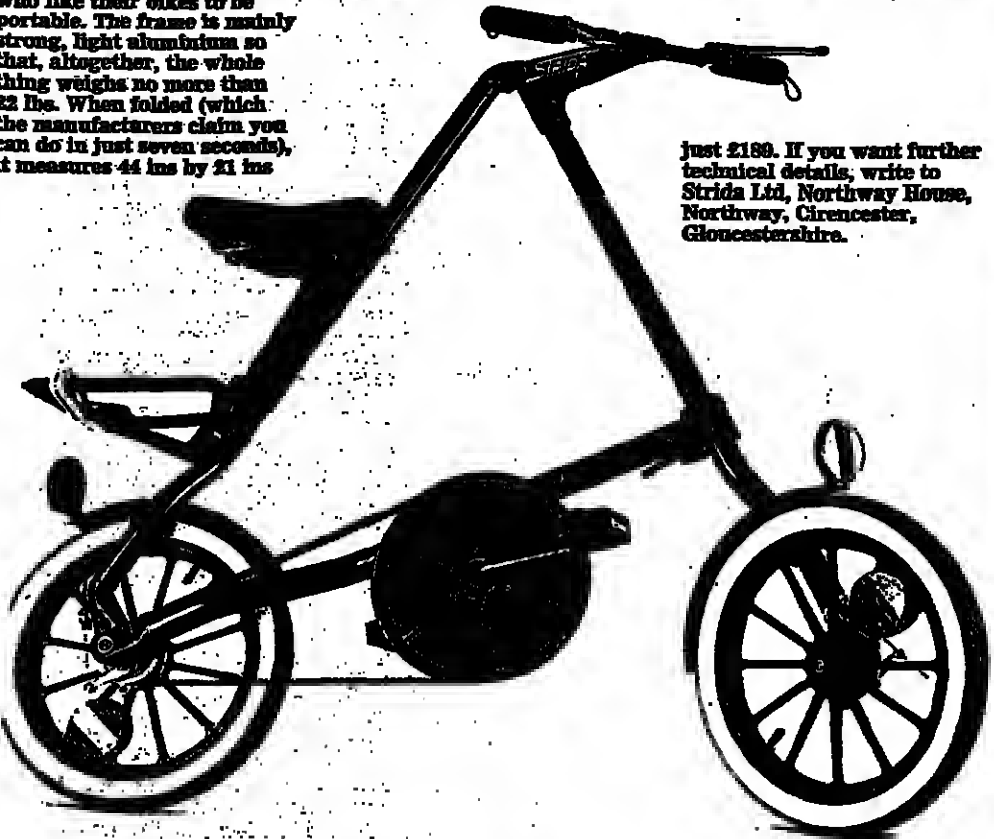 who like their bikes to be
portable. The frame is mainly
strong, light aluminium so
that, altogether, the whole
thing weighs no more than
22 lbs. When folded (which
the manufacturers claim you
can do in just seven seconds),
it measures 44 ins by 21 ins
STRIDA
just £189. If you want further
technical details, write to
Strida Ltd, Northway House,
Northway, Cirencester,
Gloucestershire.